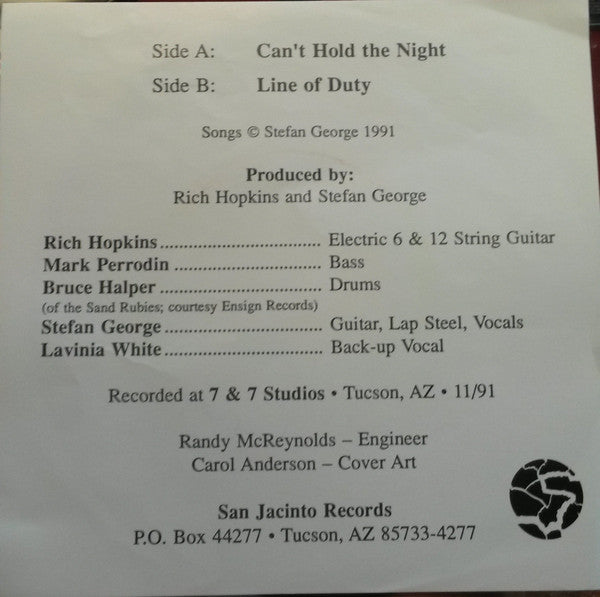 Side A: Can't Hold the Night
Side B: Line of Duty
Songs © Stefan George 1991
Produced by:
Rich Hopkins and Stefan George
Rich Hopkins.................................. Electric 6 & 12 String Guitar
Mark Perrodin ............................... Bass
Bruce Halper .................................. Drums
(of the Sand Rubies; courtesy Ensign Records)
Stefan George................................. Guitar, Lap Steel, Vocals
Lavinia White................................. Back-up Vocal
Recorded at 7 & 7 Studios • Tucson, AZ • 11/91
Randy McReynolds – Engineer
Carol Anderson – Cover Art
San Jacinto Records
P.O. Box 44277 • Tucson, AZ 85733-4277